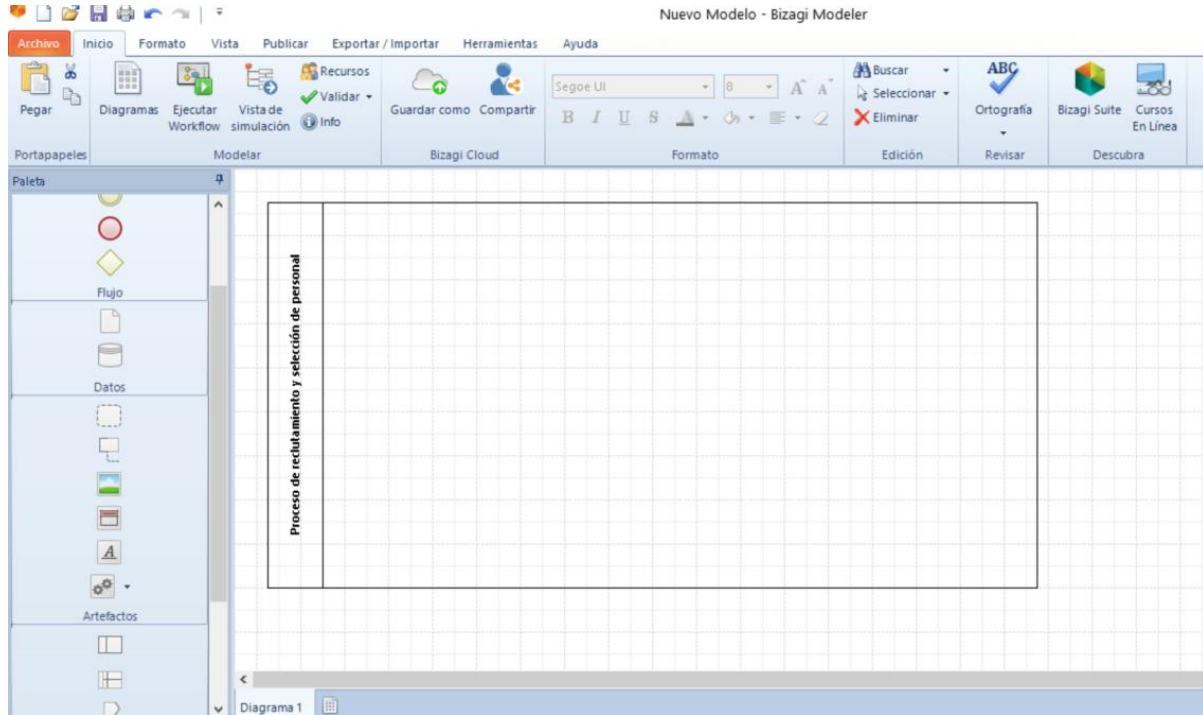 Nuevo Modelo - Bizagi Modeler
Archivo Inicio Formato Vista Publicar Exportar / Importar Herramientas Ayuda
Pegar
Portapapeles
Diagramas
Ejecutar
Workflow
Vista de
simulación
Recursos
Validar
Info
Modelar
Guardar como
Compartir
Bizagi Cloud
Segoe UI
8
A A
B I U S A
Formato
Buscar
Seleccionar
Eliminar
Edición
ABC
Ortografía
Revisar
Bizagi Suite
Cursos
En Línea
Descubra
Paleta
Flujo
Datos
A
Artefactos
Proceso de reclutamiento y selección de personal
Diagrama 1